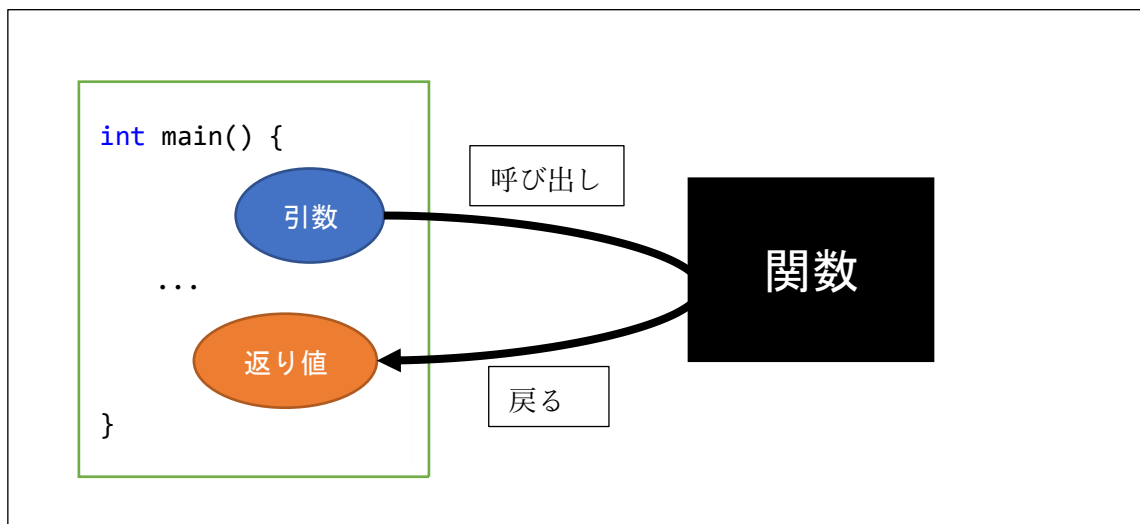 int main() {
呼び出し
引数
関数
...
返り値
戻る
}